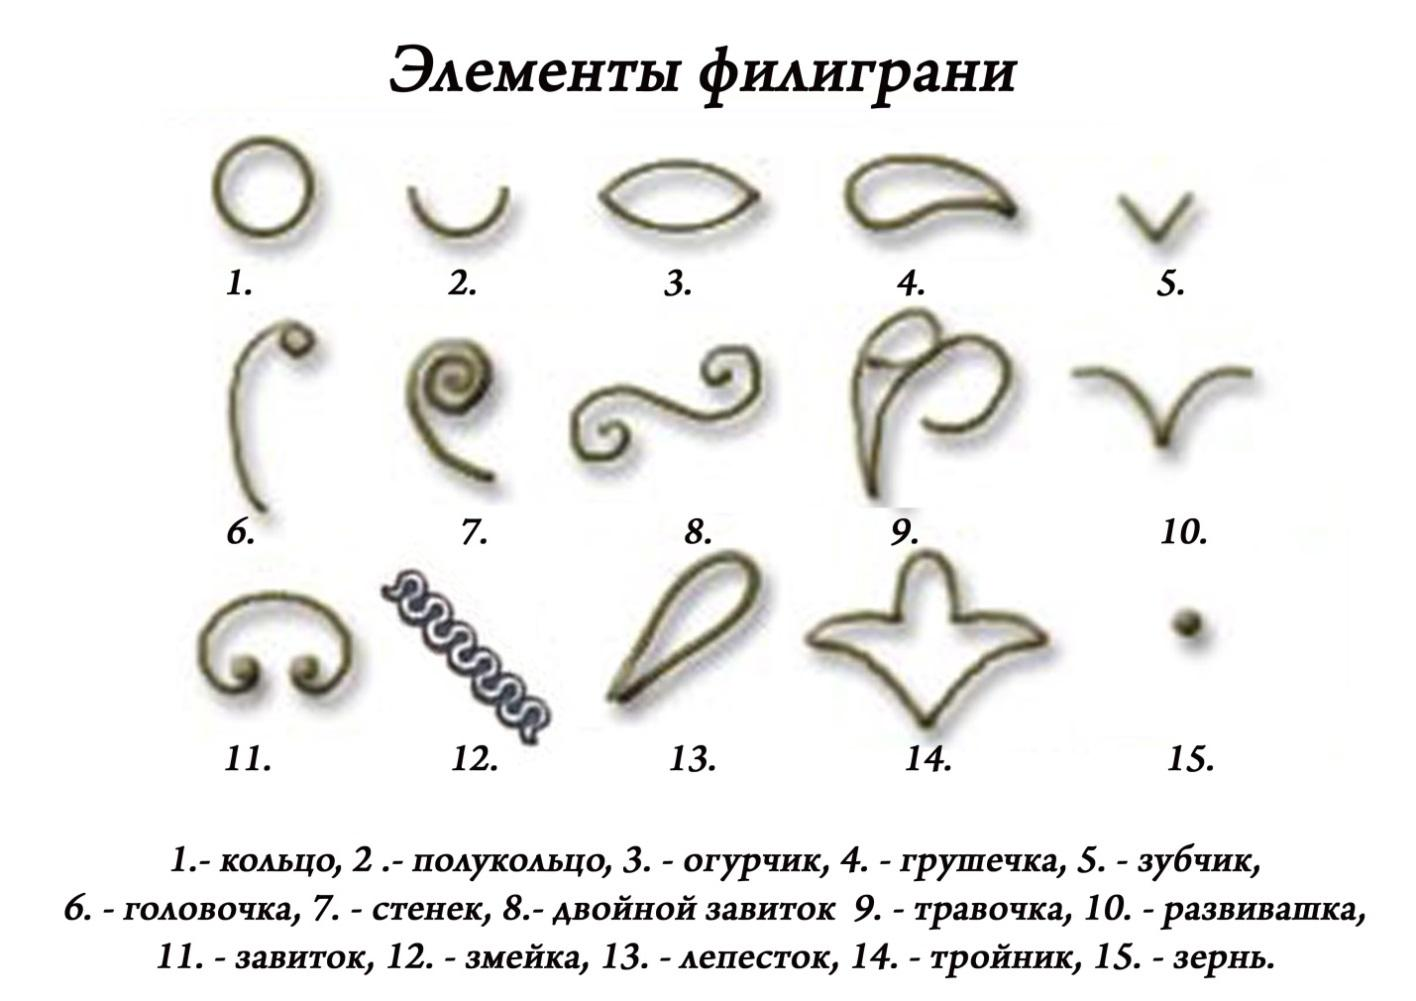 Элементы филиграни
1. 2. 3. 4. 5.
6. 7. 8. 9. 10.
11. 12. 13. 14. 15.
1.- кольцо, 2 .- полукольцо, 3. - огурчик, 4. - грушечка, 5. - зубчик,
6. - головочка, 7. - стенек, 8.- двойной завиток 9. - травочка, 10. - развивашка,
11. - завиток, 12. - змейка, 13. - лепесток, 14. - тройник, 15. - зернь.